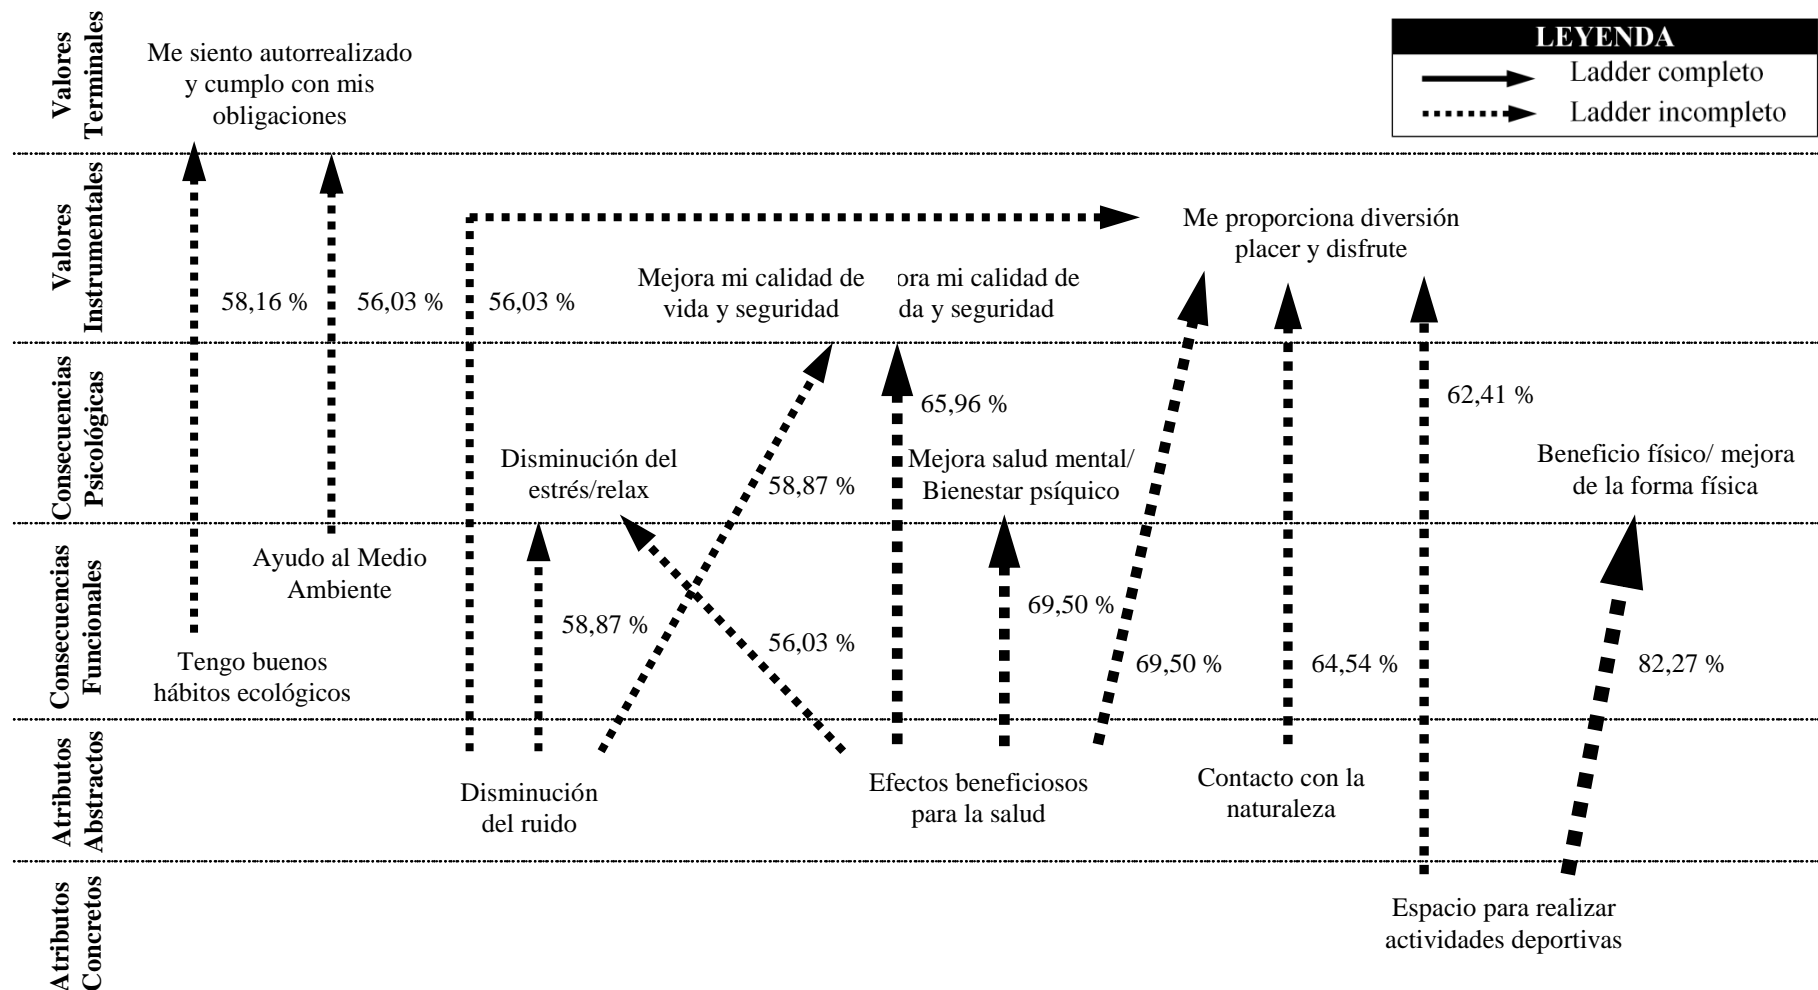 LEYENDA
Ladder completo
Ladder incompleto
Valores
Terminales
Me siento autorrealizado
y cumplo con mis
obligaciones
Valores
Instrumentales
Me proporciona diversión
placer y disfrute
Mejora mi calidad de
vida y seguridad
ora mi calidad de
da y seguridad
58,16 %
56,03 %
56,03 %
Consecuencias
Psicológicas
65,96 %
62,41 %
Disminución del
estrés/relax
58,87 %
Mejora salud mental/
Bienestar psíquico
Beneficio físico/ mejora
de la forma física
Consecuencias
Funcionales
Ayudo al Medio
Ambiente
58,87 %
56,03 %
69,50 %
69,50 %
64,54 %
82,27 %
Tengo buenos
hábitos ecológicos
Atributos
Abstractos
Disminución
del ruido
Efectos beneficiosos
para la salud
Contacto con la
naturaleza
Atributos
Concretos
Espacio para realizar
actividades deportivas